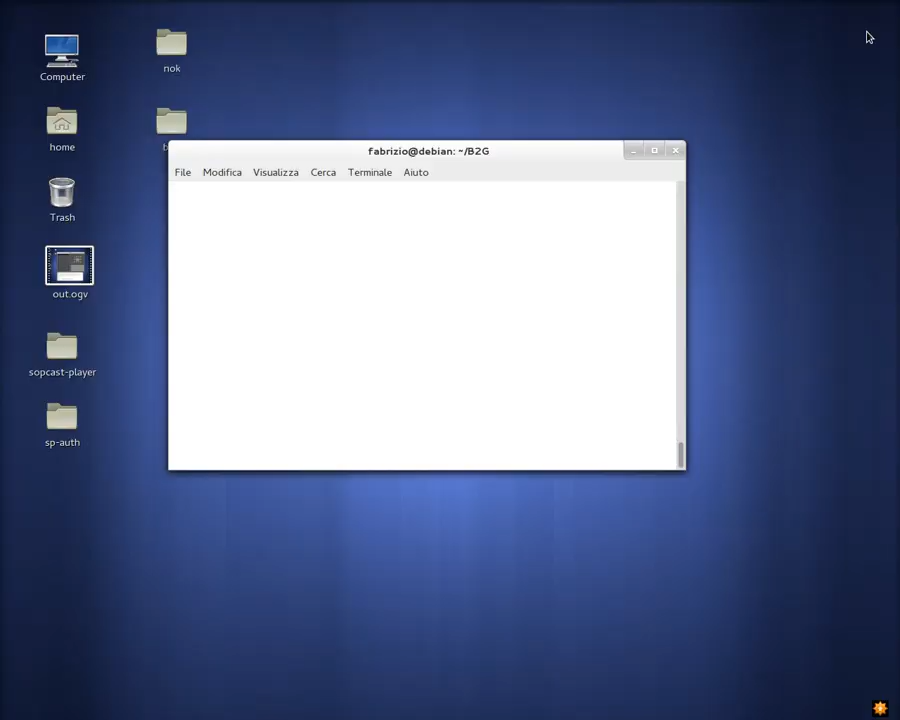 Computer
nok
home
Trash
out.ogv
sopcast-player
sp-auth
fabrizio@debian: ~/B2G
File Modifica Visualizza Cerca Terminale Aiuto